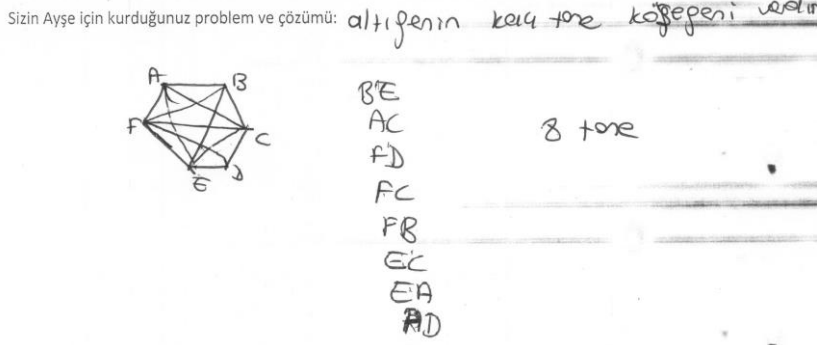 Sizin Ayşe için kurduğunuz problem ve çözümü: altıgenin kaç tane köşegeni vardır
A B
BE
AC
8 tane
F C
FD
E D
FC
FB
EC
EA
AD